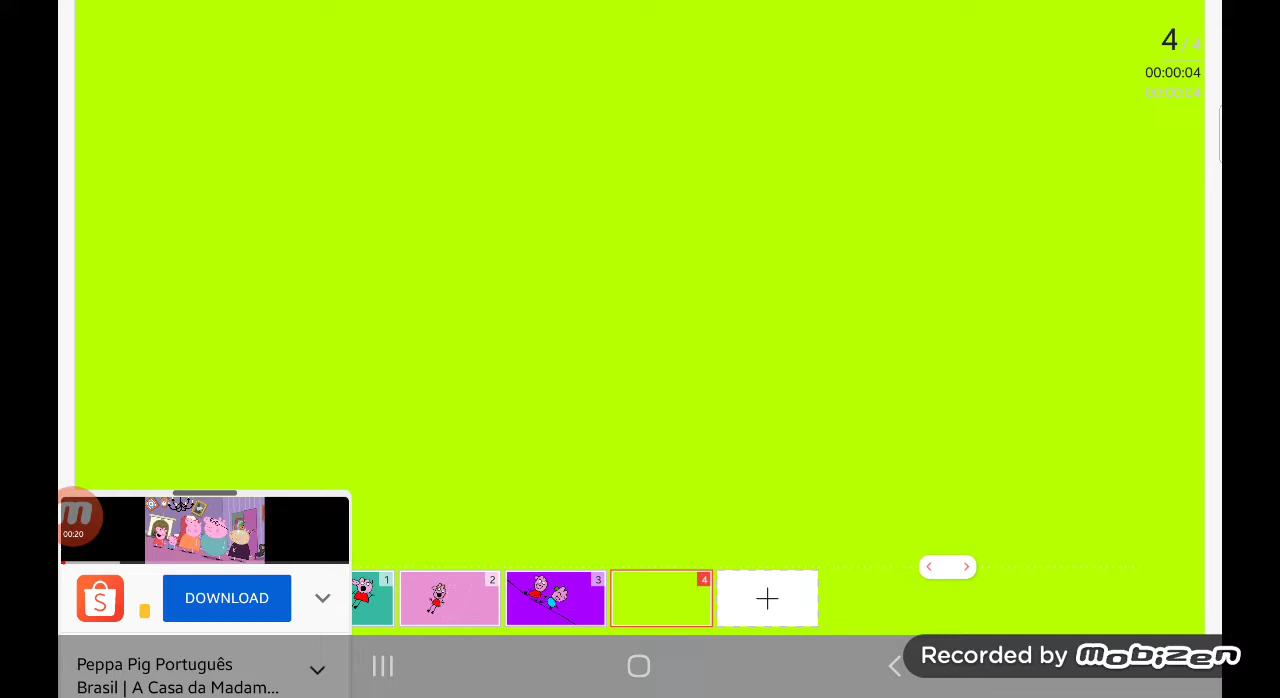 4 / 4
00:00:04
00:00:04
m
00:20
S
DOWNLOAD
1
2
3
4
Peppa Pig Português
Brasil | A Casa da Madam...
Recorded by mobizen